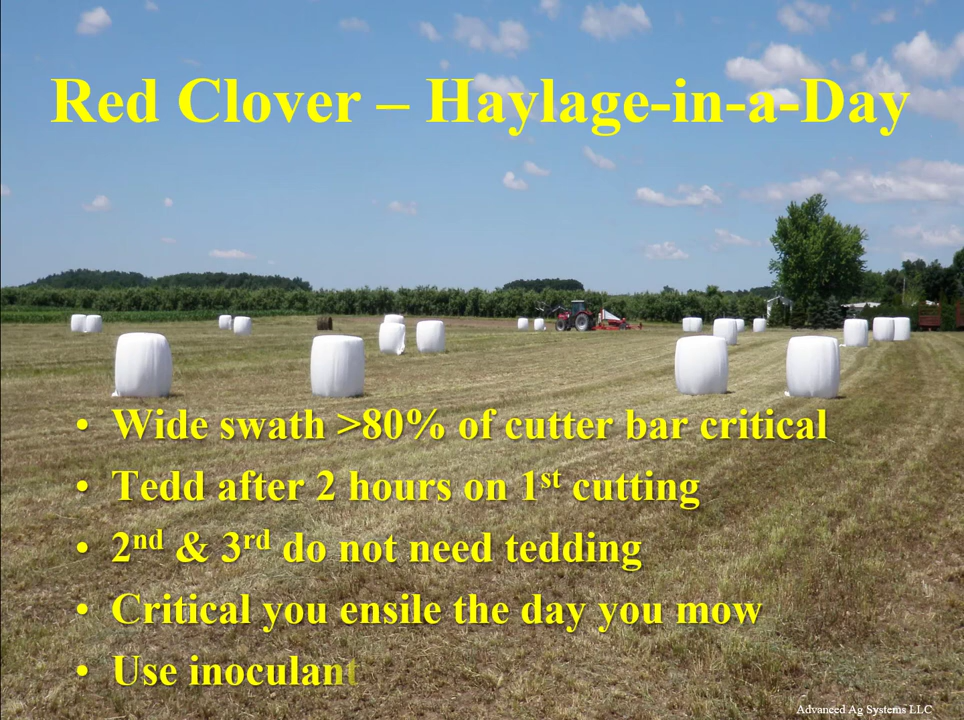 Red Clover – Haylage-in-a-Day
• Wide swath >80% of cutter bar critical
• Tedd after 2 hours on 1st cutting
• 2nd & 3rd do not need tedding
• Critical you ensile the day you mow
• Use inoculant
Advanced Ag Systems LLC